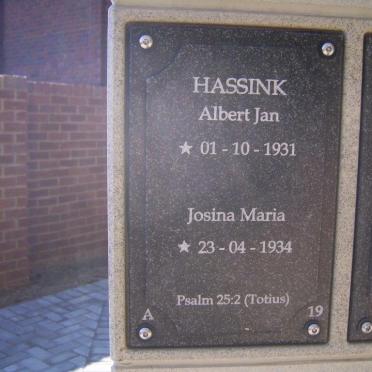 HASSINK
Albert Jan
★ 01 - 10 - 1931
Josina Maria
★ 23 - 04 - 1934
Psalm 25:2 (Totius)
A 19